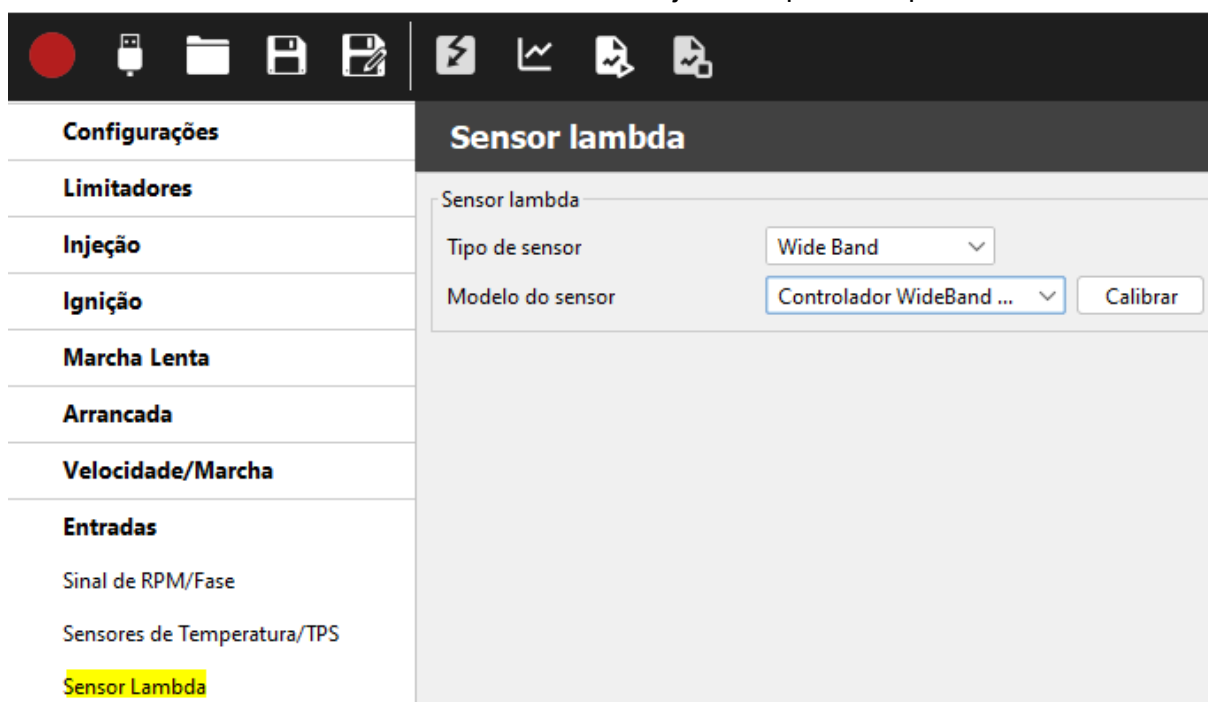 Configurações
Sensor lambda
Limitadores
Sensor lambda
Injeção
Tipo de sensor
Wide Band
Ignição
Modelo do sensor
Controlador WideBand ...
Calibrar
Marcha Lenta
Arrancada
Velocidade/Marcha
Entradas
Sinal de RPM/Fase
Sensores de Temperatura/TPS
Sensor Lambda